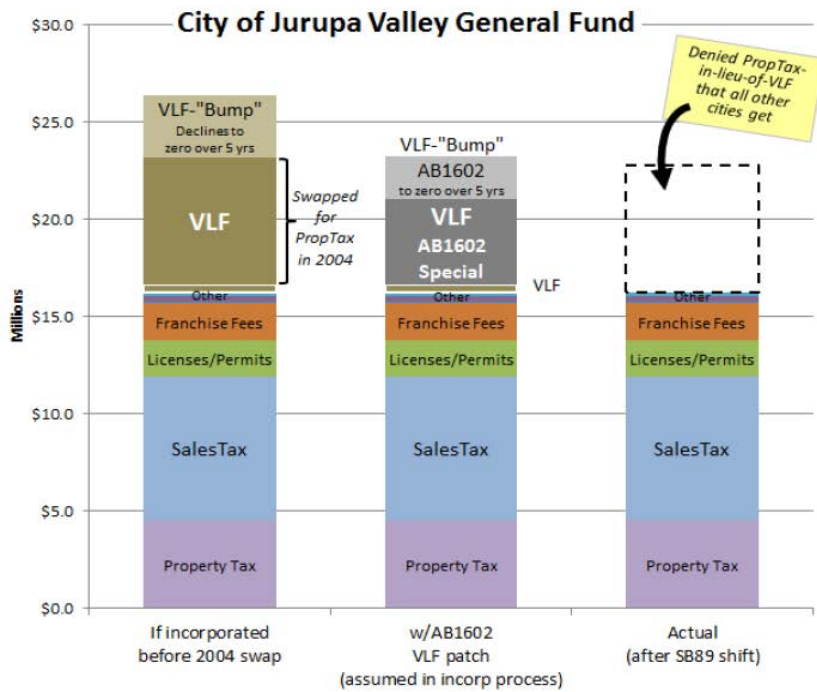 City of Jurupa Valley General Fund
Denied PropTax-
in-lieu-of-VLF
that all other
cities get
Millions
$30.0
$25.0
$20.0
$15.0
$10.0
$5.0
$0.0
VLF-"Bump"
Declines to
zero over 5 yrs
VLF
Swapped
for
PropTax
in 2004
Other
Franchise Fees
Licenses/Permits
SalesTax
Property Tax
VLF-"Bump"
AB1602
to zero over 5 yrs
VLF
AB1602
Special
VLF
Other
Franchise Fees
Licenses/Permits
SalesTax
Property Tax
Other
Franchise Fees
Licenses/Permits
SalesTax
Property Tax
If incorporated
before 2004 swap
w/AB1602
VLF patch
(assumed in incorp process)
Actual
(after SB89 shift)